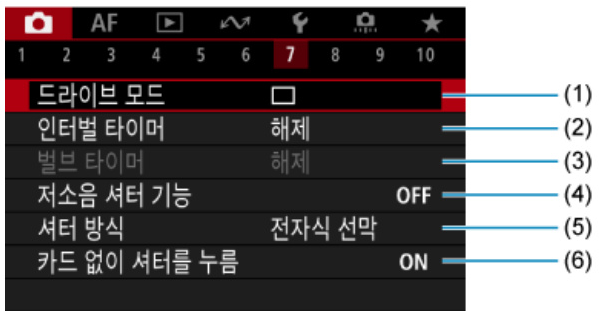 AF
1 2 3 4 5 6 7 8 9 10
드라이브 모드 (1)
인터벌 타이머 해제 (2)
벌브 타이머 해제 (3)
저소음 셔터 기능 OFF (4)
셔터 방식 전자식 선막 (5)
카드 없이 셔터를 누름 ON (6)